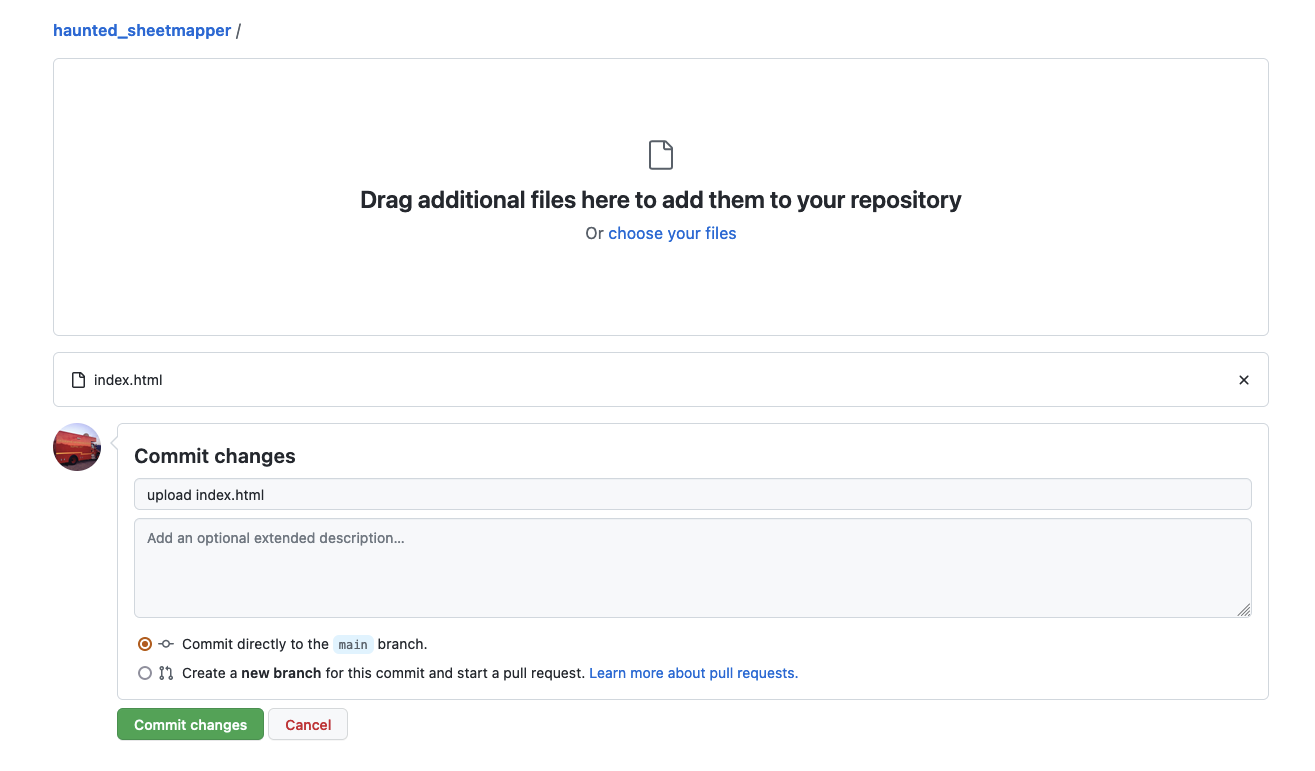 haunted_sheetmapper /
Drag additional files here to add them to your repository
Or choose your files
index.html
Commit changes
upload index.html
Add an optional extended description…
Commit directly to the main branch.
Create a new branch for this commit and start a pull request. Learn more about pull requests.
Commit changes Cancel